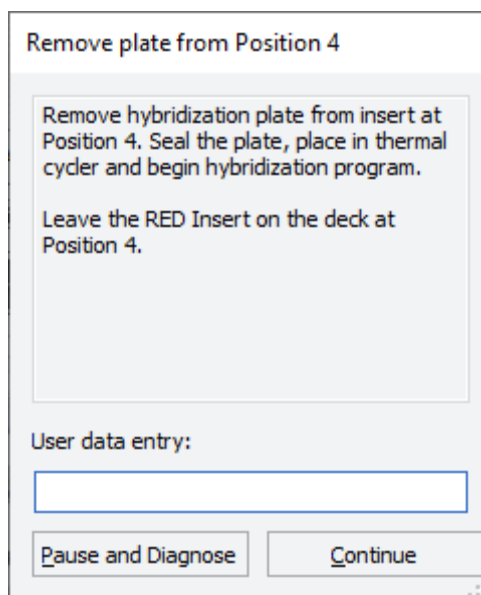 Remove plate from Position 4
Remove hybridization plate from insert at
Position 4. Seal the plate, place in thermal
cycler and begin hybridization program.
Leave the RED Insert on the deck at
Position 4.
User data entry:
Pause and Diagnose
Continue